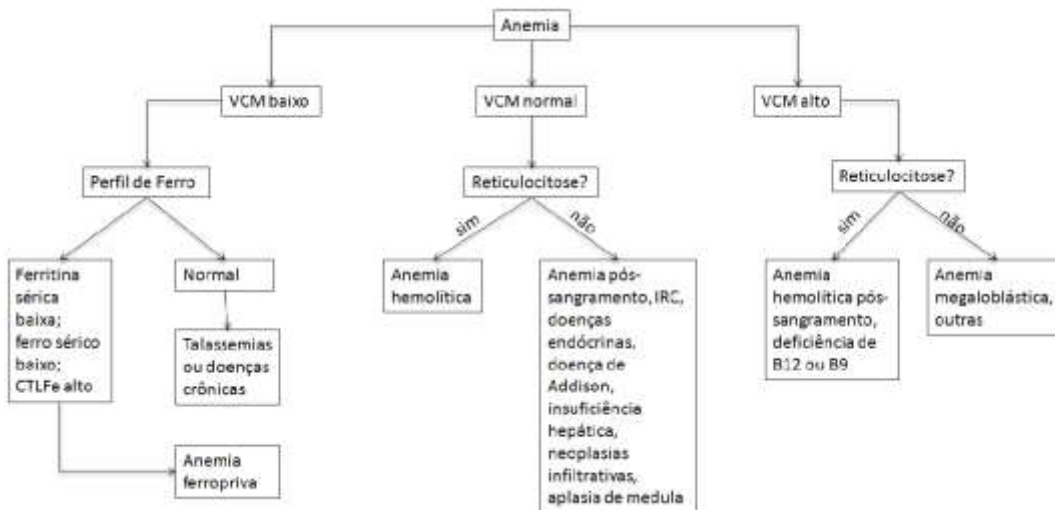 Anemia
VCM baixo
VCM normal
VCM alto
Perfil de Ferro
Reticulocitose?
Reticulocitose?
sim
não
sim
não
Ferritina
sérica
baixa;
ferro sérico
baixo;
CTLFe alto
Normal
Talassemias
ou doenças
crônicas
Anemia
ferropriva
Anemia
hemolítica
Anemia pós-
sangramento, IRC,
doenças
endócrinas,
doença de
Addison,
insuficiência
hepática,
neoplasias
infiltrativas,
aplasia de medula
Anemia
hemolítica pós-
sangramento,
deficiência de
B12 ou B9
Anemia
megaloblástica,
outras